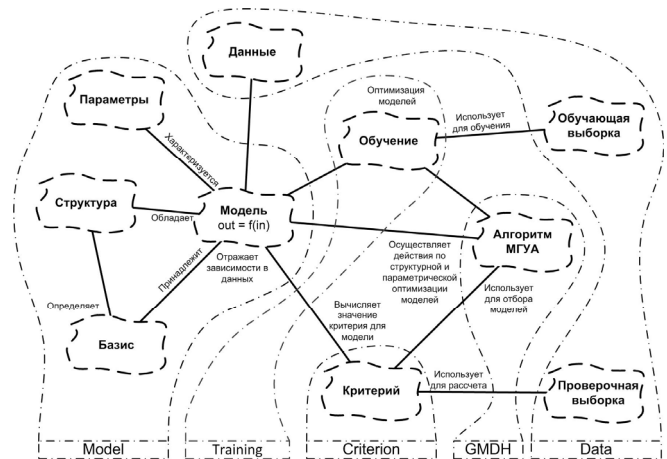 Данные
Параметры
Оптимизация
моделей
Обучение
Использует
для обучения
Обучающая
выборка
Характеризуется
Структура
Обладает
Модель
out = f(in)
Алгоритм
МГУА
Отражает
зависимости в
данных
Принадлежит
Осуществляет
действия по
структурной и
параметрической
оптимизации
моделей
Использует
для отбора
моделей
Определяет
Вычисляет
значение
критерия для
модели
Базис
Критерий
Использует
для рассчета
Проверочная
выборка
Model
Training
Criterion
GMDH
Data